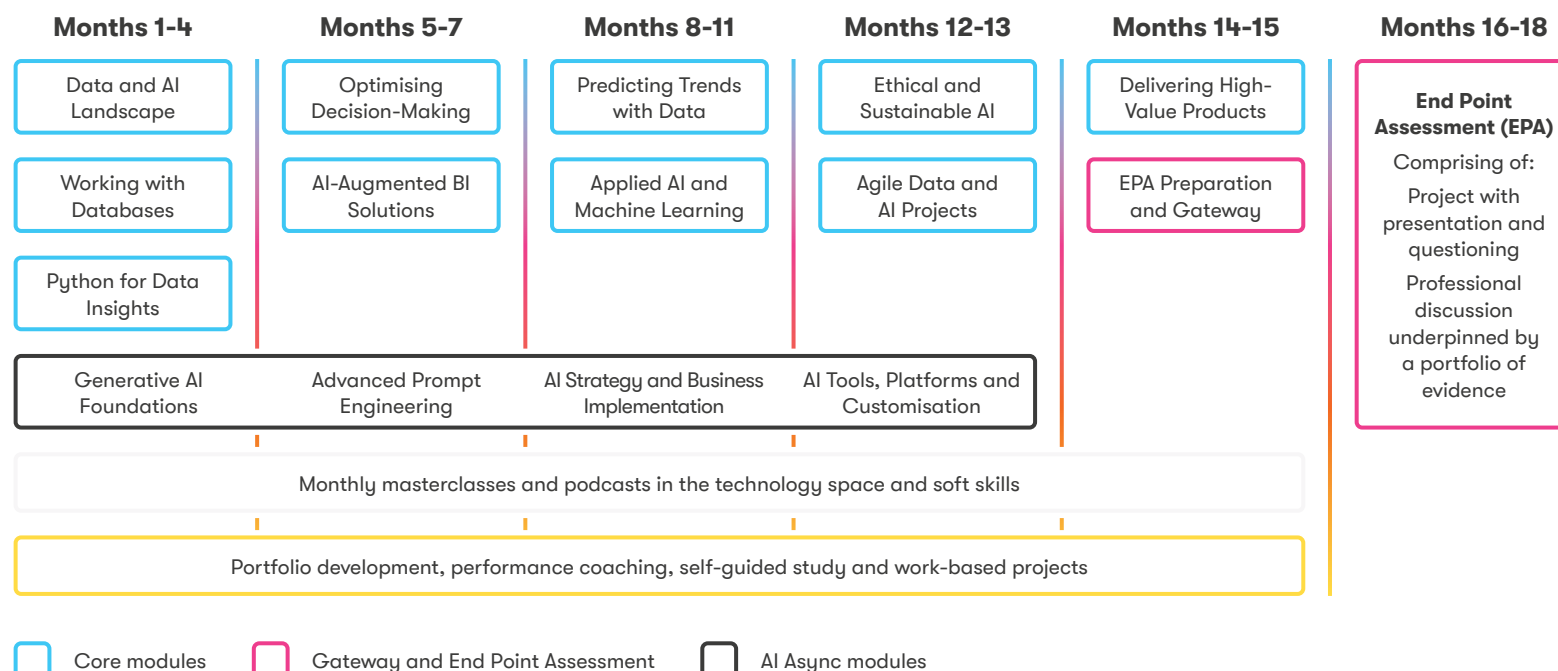 Months 1-4
Months 5-7
Months 8-11
Months 12-13
Months 14-15
Months 16-18
Data and AI
Landscape
Optimising
Decision-Making
Predicting Trends
with Data
Ethical and
Sustainable AI
Delivering High-
Value Products
Working with
Databases
AI-Augmented BI
Solutions
Applied AI and
Machine Learning
Agile Data and
AI Projects
EPA Preparation
and Gateway
Python for Data
Insights
End Point
Assessment (EPA)
Comprising of:
Project with
presentation and
questioning
Professional
discussion
underpinned by
a portfolio of
evidence
Generative AI
Foundations
Advanced Prompt
Engineering
AI Strategy and Business
Implementation
AI Tools, Platforms and
Customisation
Monthly masterclasses and podcasts in the technology space and soft skills
Portfolio development, performance coaching, self-guided study and work-based projects
Core modules
Gateway and End Point Assessment
AI Async modules